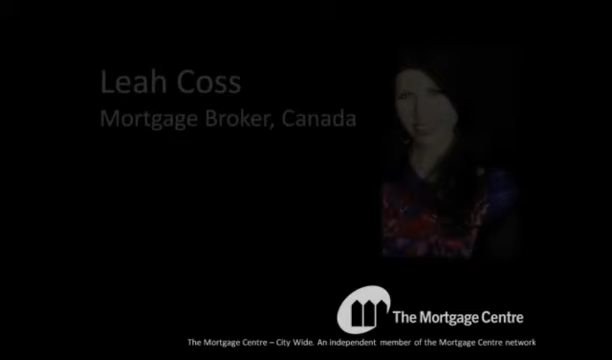 Leah Coss
Mortgage Broker, Canada
The Mortgage Centre
The Mortgage Centre – City Wide. An independent member of the Mortgage Centre network